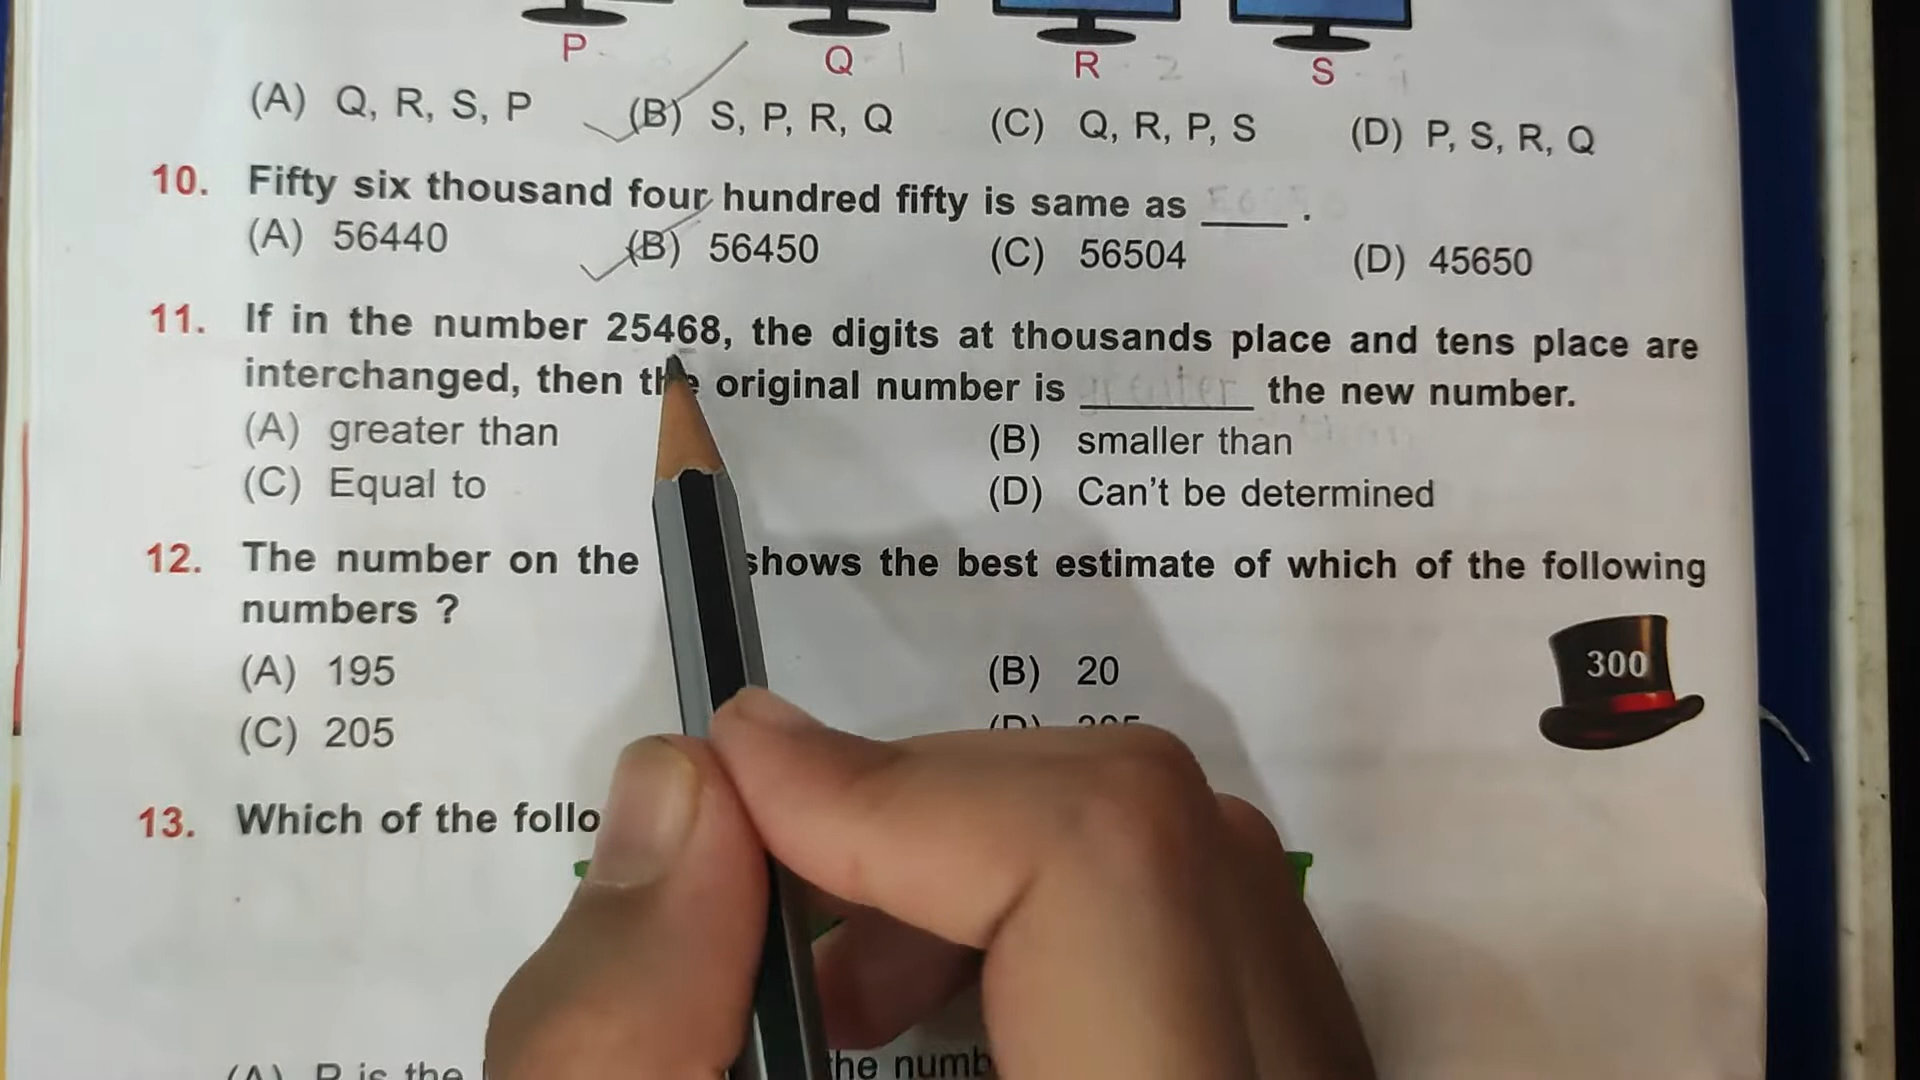 P Q R S
(A) Q, R, S, P (B) S, P, R, Q (C) Q, R, P, S (D) P, S, R, Q
10. Fifty six thousand four hundred fifty is same as ____ .
(A) 56440 (B) 56450 (C) 56504 (D) 45650
11. If in the number 25468, the digits at thousands place and tens place are
interchanged, then the original number is greater the new number.
(A) greater than (B) smaller than
(C) Equal to (D) Can't be determined
12. The number on the shows the best estimate of which of the following
numbers ?
(A) 195 (B) 20
300
(C) 205 (D)
13. Which of the follo
(A) P is the the numb